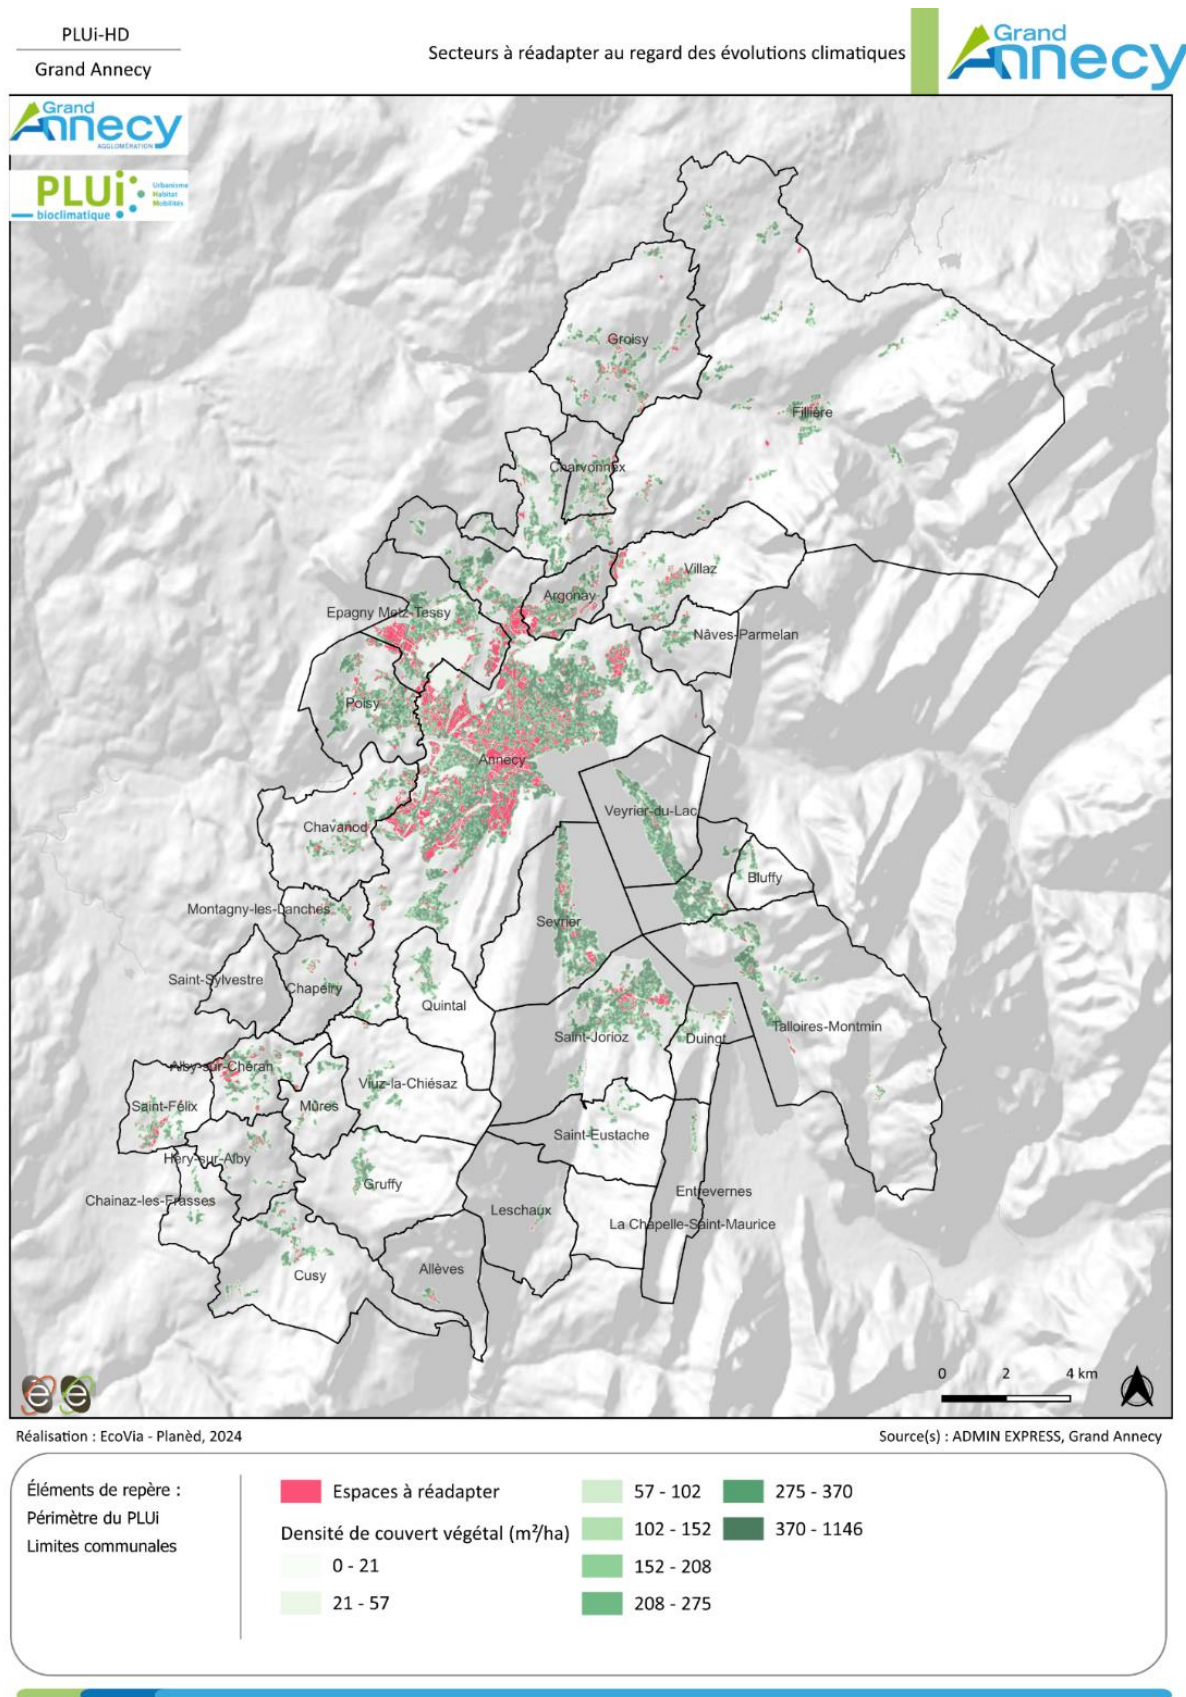 PLUi-HD
Grand Annecy
Secteurs à réadapter au regard des évolutions climatiques
Grand
Annecy
Grand
Annecy
AGGLOMÉRATION
PLUi
bioclimatique
Urbanisme
Habitat
Mobilités
Groisy
Fillière
Charvonnex
Villaz
Argonay
Epagny Metz-Tessy
Nâves-Parmelan
Poisy
Annecy
Veyrier-du-Lac
Chavanod
Bluffy
Montagny-les-Lanches
Sevrier
Saint-Sylvestre
Chapeiry
Quintal
Talloires-Montmin
Saint-Jorioz
Duingt
Alby-sur-Chéran
Viuz-la-Chiésaz
Saint-Félix
Mûres
Saint-Eustache
Héry-sur-Alby
Gruffy
Entrevernes
Chainaz-les-Frasses
Leschaux
La Chapelle-Saint-Maurice
Allèves
Cusy
0 2 4 km
Réalisation : EcoVia - Planèd, 2024
Source(s) : ADMIN EXPRESS, Grand Annecy
Éléments de repère :
Périmètre du PLUi
Limites communales
Espaces à réadapter
Densité de couvert végétal (m²/ha)
0 - 21
21 - 57
57 - 102
102 - 152
152 - 208
208 - 275
275 - 370
370 - 1146